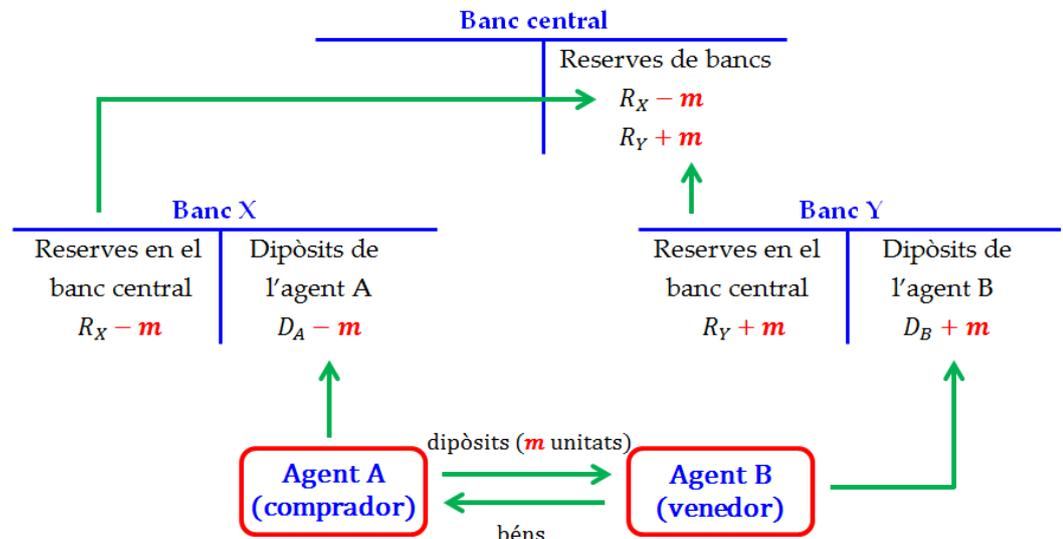 Banc central
Reserves de bancs
R_X − m
R_Y + m
Banc X
Reserves en el
banc central
R_X − m
Dipòsits de
l'agent A
D_A − m
Banc Y
Reserves en el
banc central
R_Y + m
Dipòsits de
l'agent B
D_B + m
dipòsits (m unitats)
Agent A
(comprador)
Agent B
(venedor)
béns